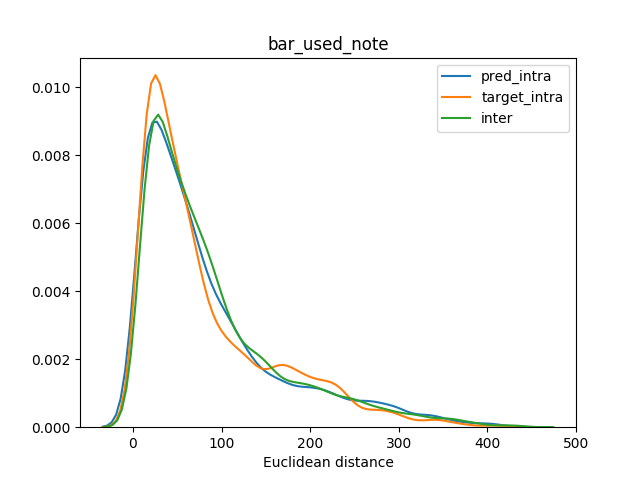 bar_used_note
pred_intra
target_intra
inter
0.010
0.008
0.006
0.004
0.002
0.000
0 100 200 300 400 500
Euclidean distance